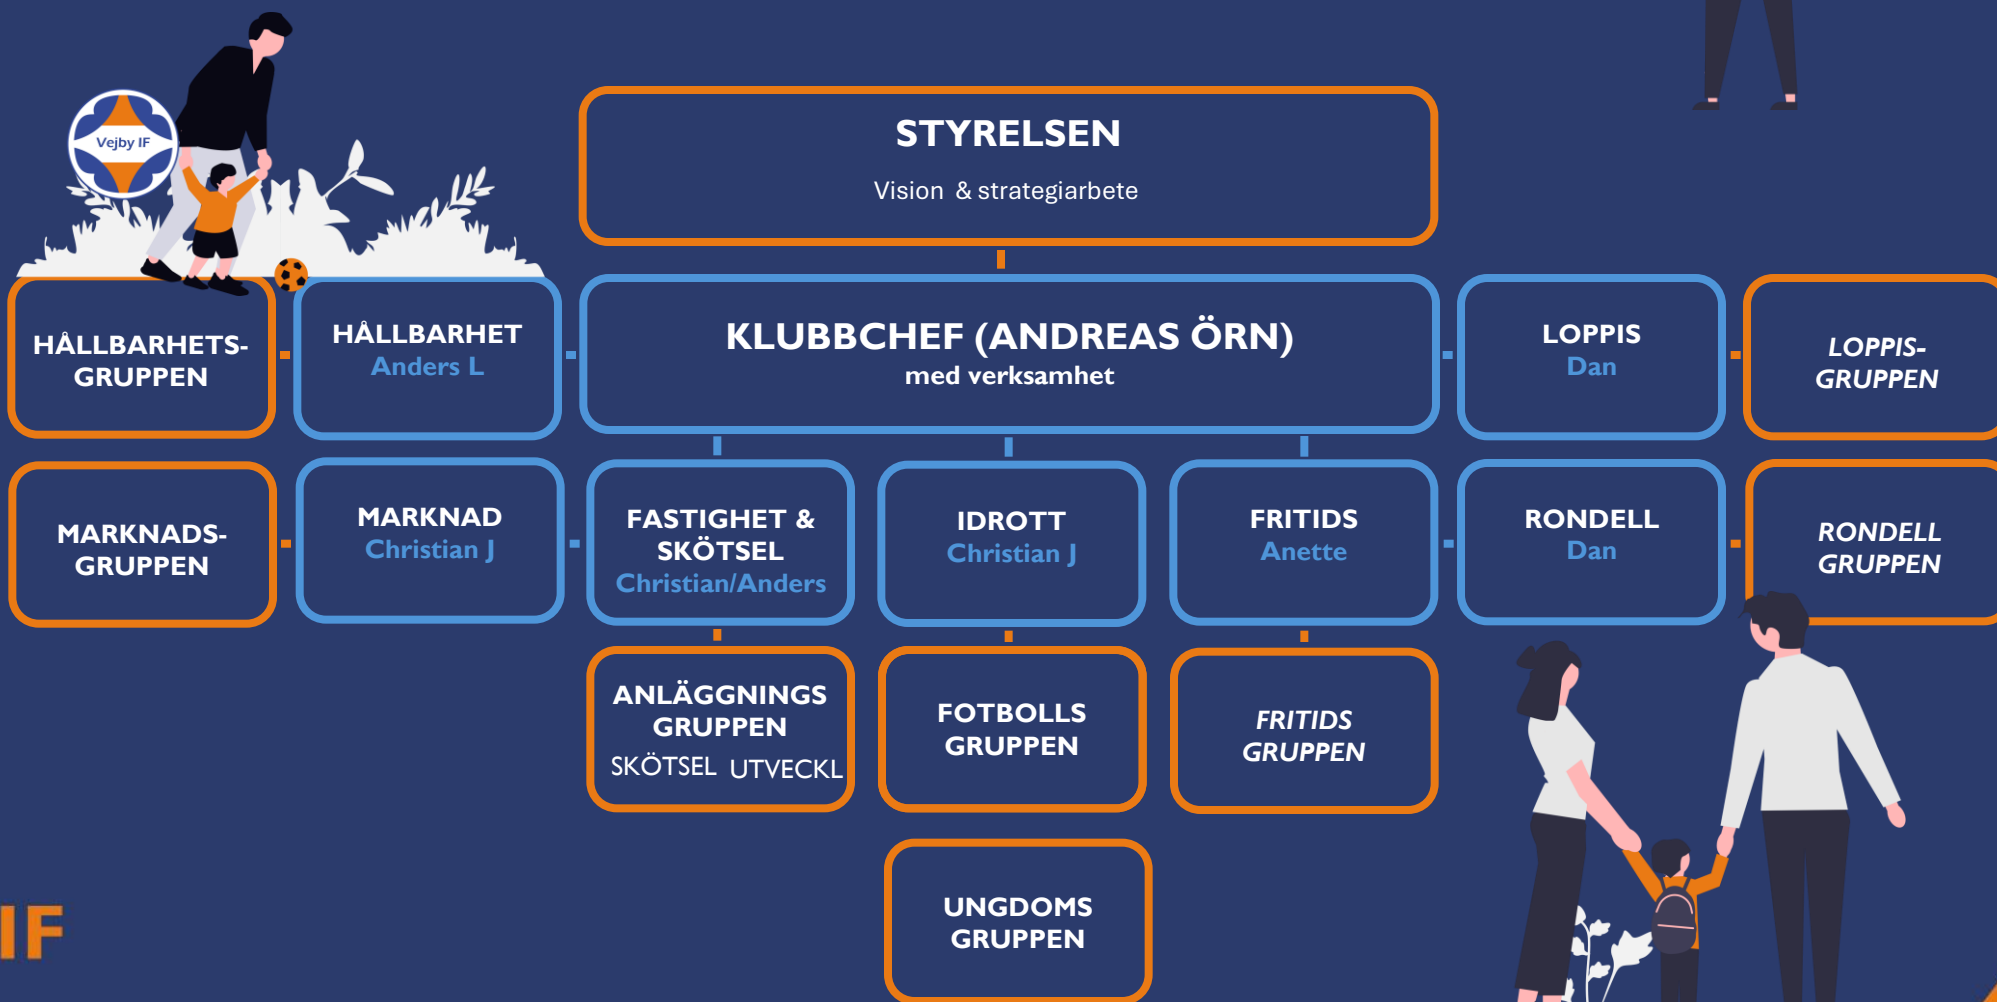 Vejby IF
STYRELSEN
Vision & strategiarbete
HÅLLBARHETS-
GRUPPEN
HÅLLBARHET
Anders L
KLUBBCHEF (ANDREAS ÖRN)
med verksamhet
LOPPIS
Dan
LOPPIS-
GRUPPEN
MARKNADS-
GRUPPEN
MARKNAD
Christian J
FASTIGHET &
SKÖTSEL
Christian/Anders
IDROTT
Christian J
FRITIDS
Anette
RONDELL
Dan
RONDELL
GRUPPEN
ANLÄGGNINGS
GRUPPEN
SKÖTSEL UTVECKL
FOTBOLLS
GRUPPEN
FRITIDS
GRUPPEN
UNGDOMS
GRUPPEN
IF